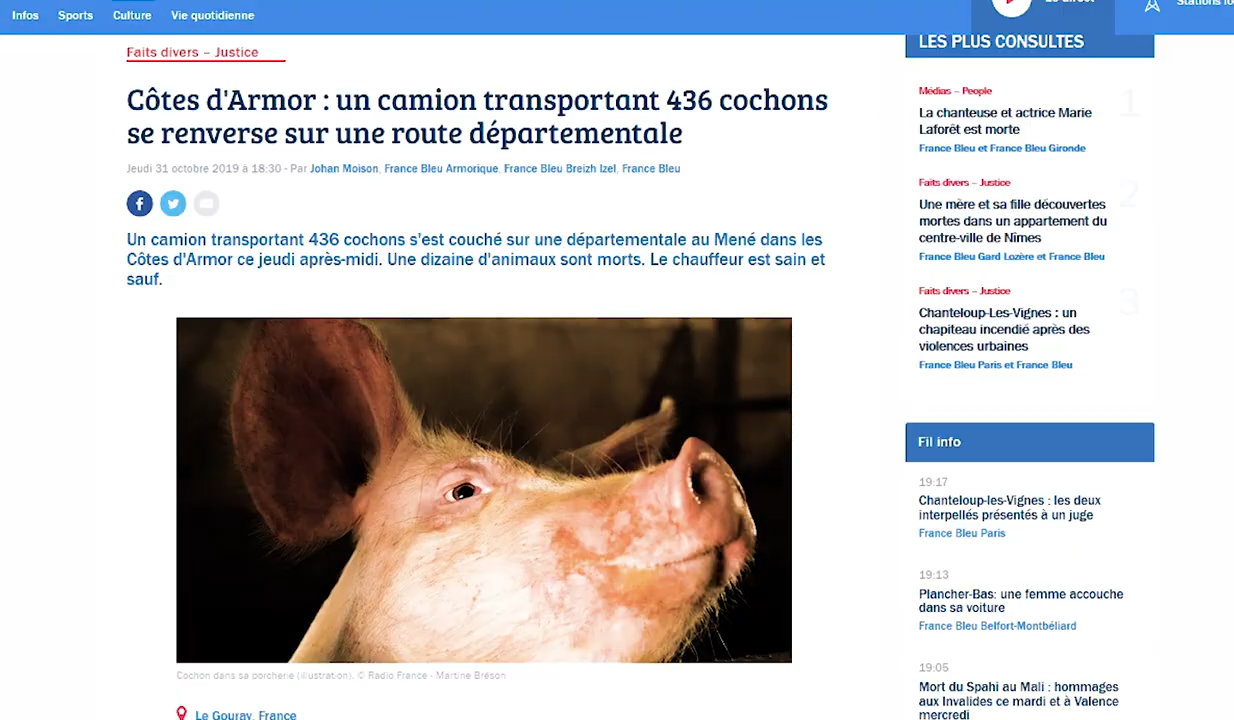 Infos Sports Culture Vie quotidienne
Faits divers – Justice
Côtes d'Armor : un camion transportant 436 cochons
se renverse sur une route départementale
Jeudi 31 octobre 2019 à 18:30 - Par Johan Moison, France Bleu Armorique, France Bleu Breizh Izel, France Bleu
Un camion transportant 436 cochons s'est couché sur une départementale au Mené dans les
Côtes d'Armor ce jeudi après-midi. Une dizaine d'animaux sont morts. Le chauffeur est sain et
sauf.
Cochon dans sa porcherie (illustration). © Radio France - Martine Bréson
Le Gouray, France
LES PLUS CONSULTÉS
Médias – People
1
La chanteuse et actrice Marie
Laforêt est morte
France Bleu et France Bleu Gironde
Faits divers – Justice
2
Une mère et sa fille découvertes
mortes dans un appartement du
centre-ville de Nîmes
France Bleu Gard Lozère et France Bleu
Faits divers – Justice
3
Chanteloup-Les-Vignes : un
chapiteau incendié après des
violences urbaines
France Bleu Paris et France Bleu
Fil info
19:17
Chanteloup-les-Vignes : les deux
interpellés présentés à un juge
France Bleu Paris
19:13
Plancher-Bas: une femme accouche
dans sa voiture
France Bleu Belfort-Montbéliard
19:05
Mort du Spahi au Mali : hommages
aux Invalides ce mardi et à Valence
mercredi